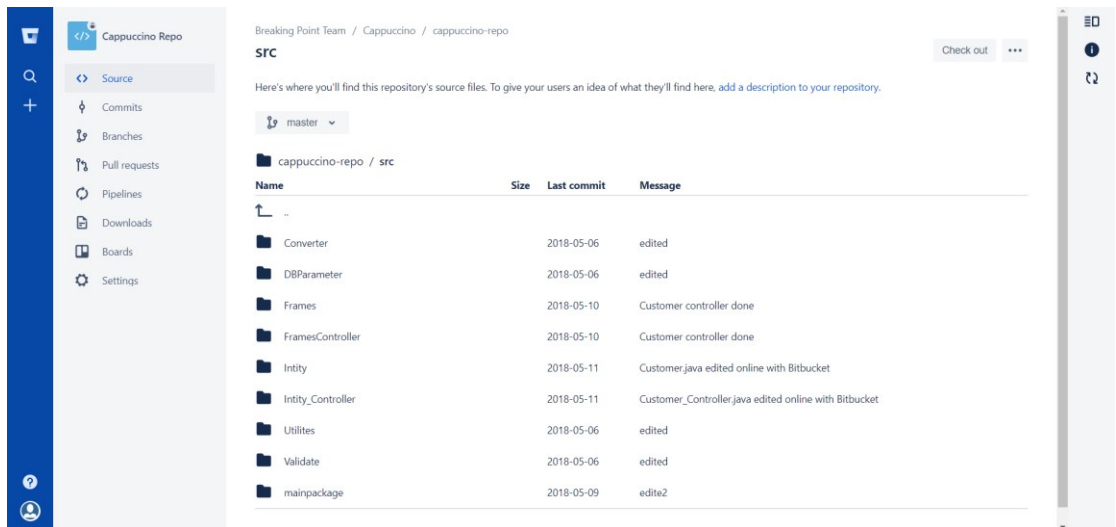 Cappuccino Repo
Source
Commits
Branches
Pull requests
Pipelines
Downloads
Boards
Settings
Breaking Point Team / Cappuccino / cappuccino-repo
src
Check out
Here's where you'll find this repository's source files. To give your users an idea of what they'll find here, add a description to your repository.
master
cappuccino-repo / src
Name Size Last commit Message
..
Converter 2018-05-06 edited
DBParameter 2018-05-06 edited
Frames 2018-05-10 Customer controller done
FramesController 2018-05-10 Customer controller done
Intity 2018-05-11 Customer.java edited online with Bitbucket
Intity_Controller 2018-05-11 Customer_Controller.java edited online with Bitbucket
Utilites 2018-05-06 edited
Validate 2018-05-06 edited
mainpackage 2018-05-09 edite2